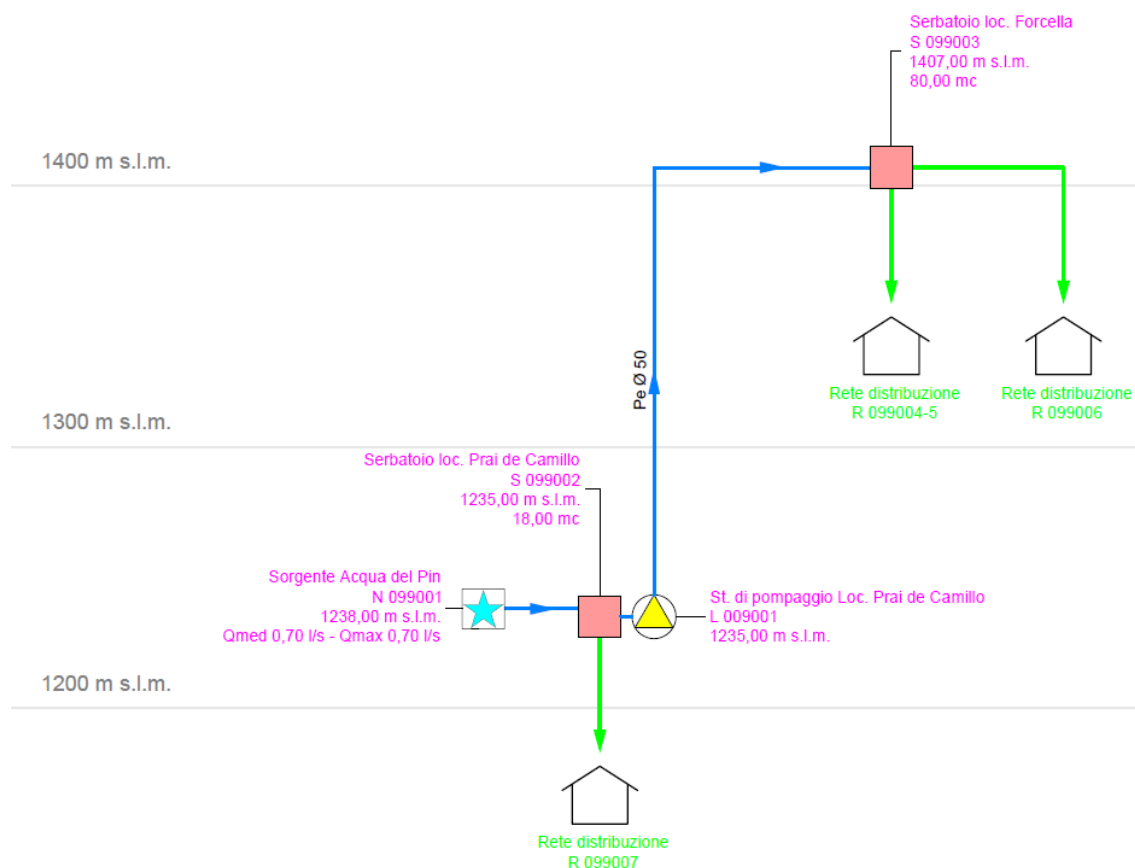 Serbatoio loc. Forcella
S 099003
1407,00 m s.l.m.
80,00 mc
1400 m s.l.m.
Pe Ø 50
Rete distribuzione
R 099004-5
Rete distribuzione
R 099006
1300 m s.l.m.
Serbatoio loc. Prai de Camillo
S 099002
1235,00 m s.l.m.
18,00 mc
Sorgente Acqua del Pin
N 099001
1238,00 m s.l.m.
Qmed 0,70 l/s - Qmax 0,70 l/s
St. di pompaggio Loc. Prai de Camillo
L 009001
1235,00 m s.l.m.
1200 m s.l.m.
Rete distribuzione
R 099007